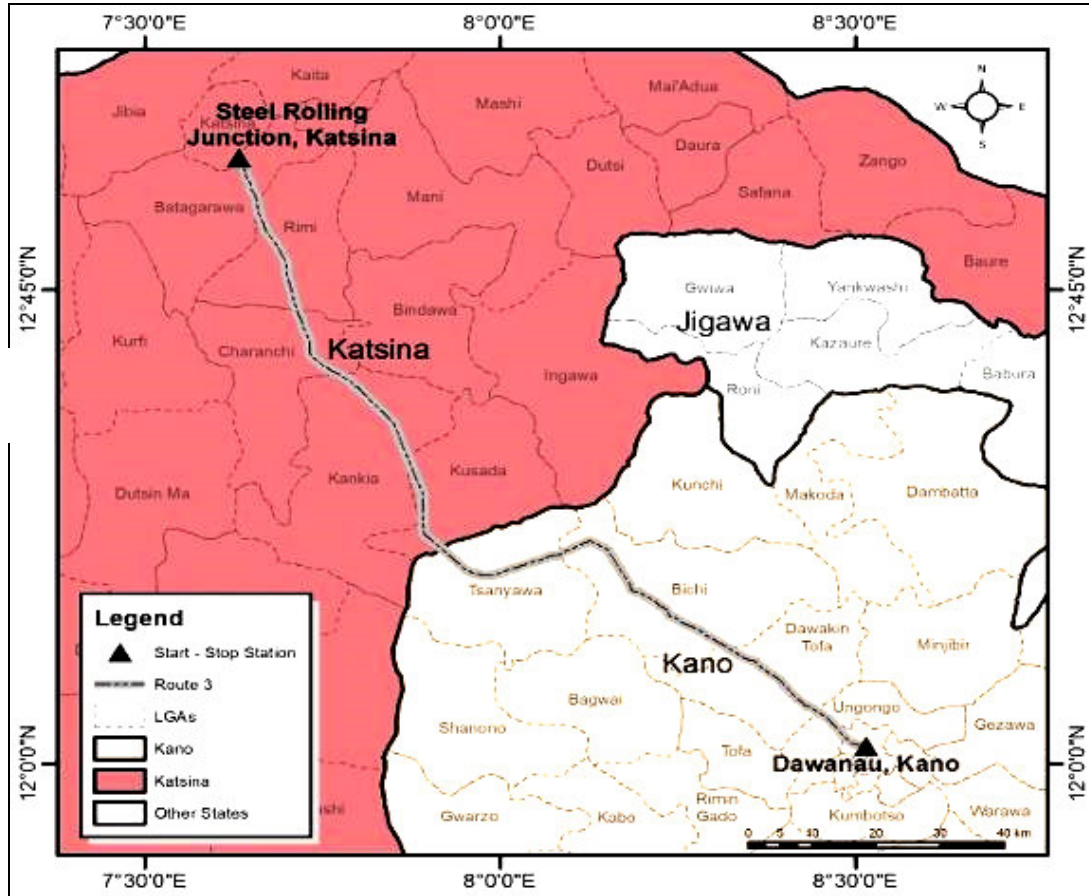 7°30'0"E 8°0'0"E 8°30'0"E
Kaita
Jibia
Katsina
Mashi
Mai'Adua
N
W E
S
Steel Rolling
Junction, Katsina
Daura
Zango
Dutsi
Safana
Batagarawa
Rimi
Mani
Baure
12°45'0"N 12°45'0"N
Gwiwa
Yankwashi
Jigawa
Bindawa
Kurfi
Charanchi
Katsina
Kazaure
Ingawa
Roni
Babura
Dutsin Ma
Kankia
Kusada
Kunchi
Makoda
Dambatta
Tsanyawa
Bichi
Dawakin
Tofa
Minjibir
Kano
Bagwai
Shanono
Ungongo
Gezawa
Tofa
Dawanau, Kano
12°0'0"N 12°0'0"N
Gwarzo
Kabo
Rimin
Gado
Kumbotso
Warawa
Legend
Start - Stop Station
Route 3
LGAs
Kano
Katsina
Other States
0 5 10 20 30 40 km
7°30'0"E 8°0'0"E 8°30'0"E